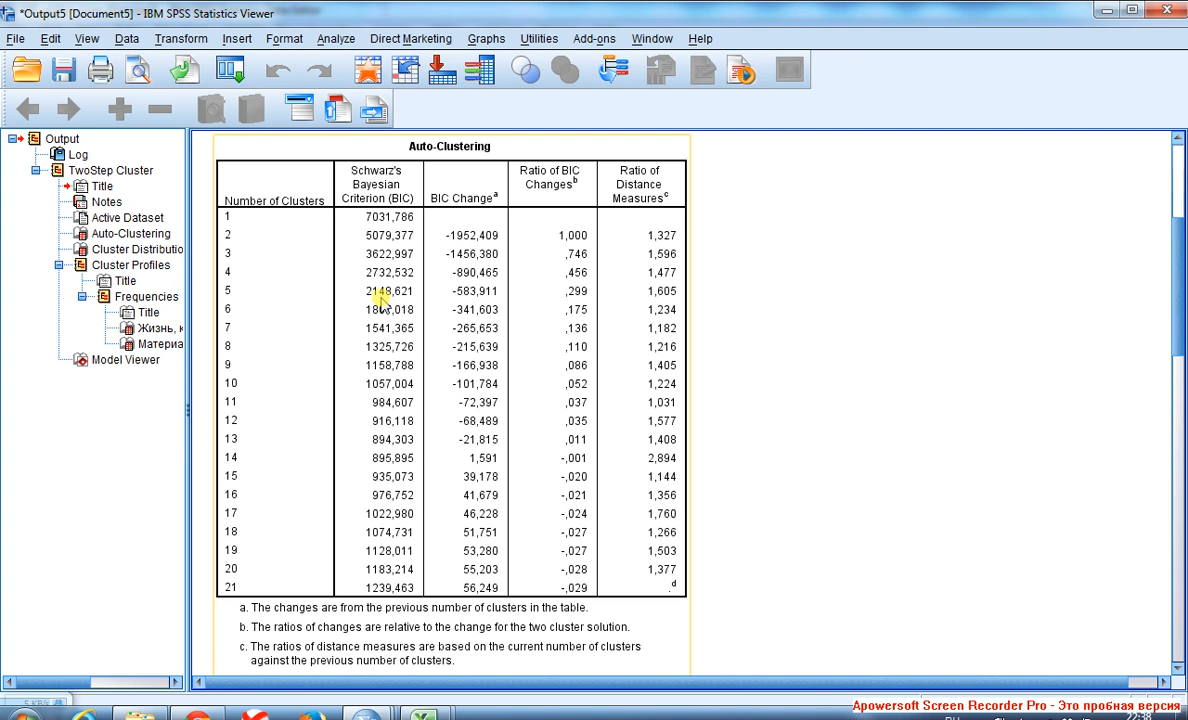 *Output5 [Document5] - IBM SPSS Statistics Viewer
File Edit View Data Transform Insert Format Analyze Direct Marketing Graphs Utilities Add-ons Window Help
Output
Log
TwoStep Cluster
Title
Notes
Active Dataset
Auto-Clustering
Cluster Distributio
Cluster Profiles
Title
Frequencies
Title
Жизнь, к
Материа
Model Viewer
Auto-Clustering
Number of Clusters
Schwarz's
Bayesian
Criterion (BIC)
BIC Changea
Ratio of BIC
Changesb
Ratio of
Distance
Measuresc
1 7031,786
2 5079,377 -1952,409 1,000 1,327
3 3622,997 -1456,380 ,746 1,596
4 2732,532 -890,465 ,456 1,477
5 2148,621 -583,911 ,299 1,605
6 -341,603 ,175 1,234
7 1541,365 -265,653 ,136 1,182
8 1325,726 -215,639 ,110 1,216
9 1158,788 -166,938 ,086 1,405
10 1057,004 -101,784 ,052 1,224
11 984,607 -72,397 ,037 1,031
12 916,118 -68,489 ,035 1,577
13 894,303 -21,815 ,011 1,408
14 895,895 1,591 -,001 2,894
15 935,073 39,178 -,020 1,144
16 976,752 41,679 -,021 1,356
17 1022,980 46,228 -,024 1,760
18 1074,731 51,751 -,027 1,266
19 1128,011 53,280 -,027 1,503
20 1183,214 55,203 -,028 1,377
21 1239,463 56,249 -,029 .d
a. The changes are from the previous number of clusters in the table.
b. The ratios of changes are relative to the change for the two cluster solution.
c. The ratios of distance measures are based on the current number of clusters
against the previous number of clusters.
Apowersoft Screen Recorder Pro - Это пробная версия